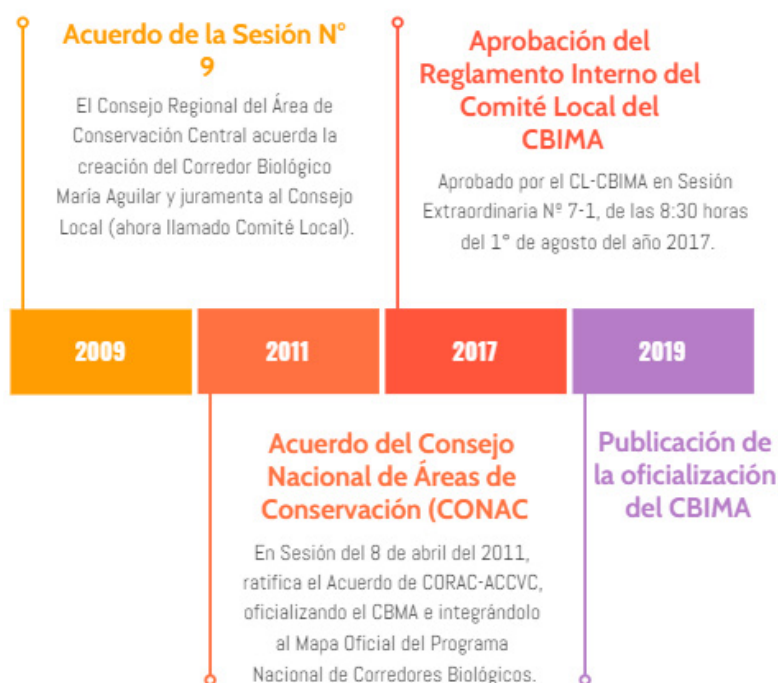 Acuerdo de la Sesión N°
9
El Consejo Regional del Área de
Conservación Central acuerda la
creación del Corredor Biológico
María Aguilar y juramenta al Consejo
Local (ahora llamado Comité Local).
Aprobación del
Reglamento Interno del
Comité Local del
CBIMA
Aprobado por el CL-CBIMA en Sesión
Extraordinaria Nº 7-1, de las 8:30 horas
del 1° de agosto del año 2017.
2009
2011
2017
2019
Acuerdo del Consejo
Nacional de Áreas de
Conservación (CONAC
En Sesión del 8 de abril del 2011,
ratifica el Acuerdo de CORAC-ACCVC,
oficializando el CBMA e integrándolo
al Mapa Oficial del Programa
Nacional de Corredores Biológicos.
Publicación de
la oficialización
del CBIMA